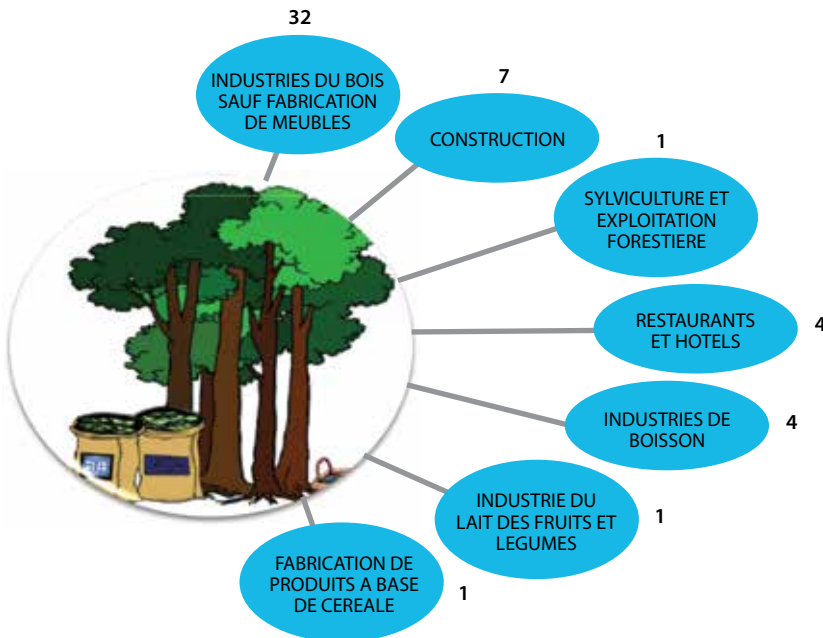 32
INDUSTRIES DU BOIS
SAUF FABRICATION
DE MEUBLES
7
CONSTRUCTION
1
SYLVICULTURE ET
EXPLOITATION
FORESTIERE
RESTAURANTS
ET HOTELS
4
INDUSTRIES DE
BOISSON
4
INDUSTRIE DU
LAIT DES FRUITS ET
LEGUMES
1
FABRICATION DE
PRODUITS A BASE
DE CEREALE
1